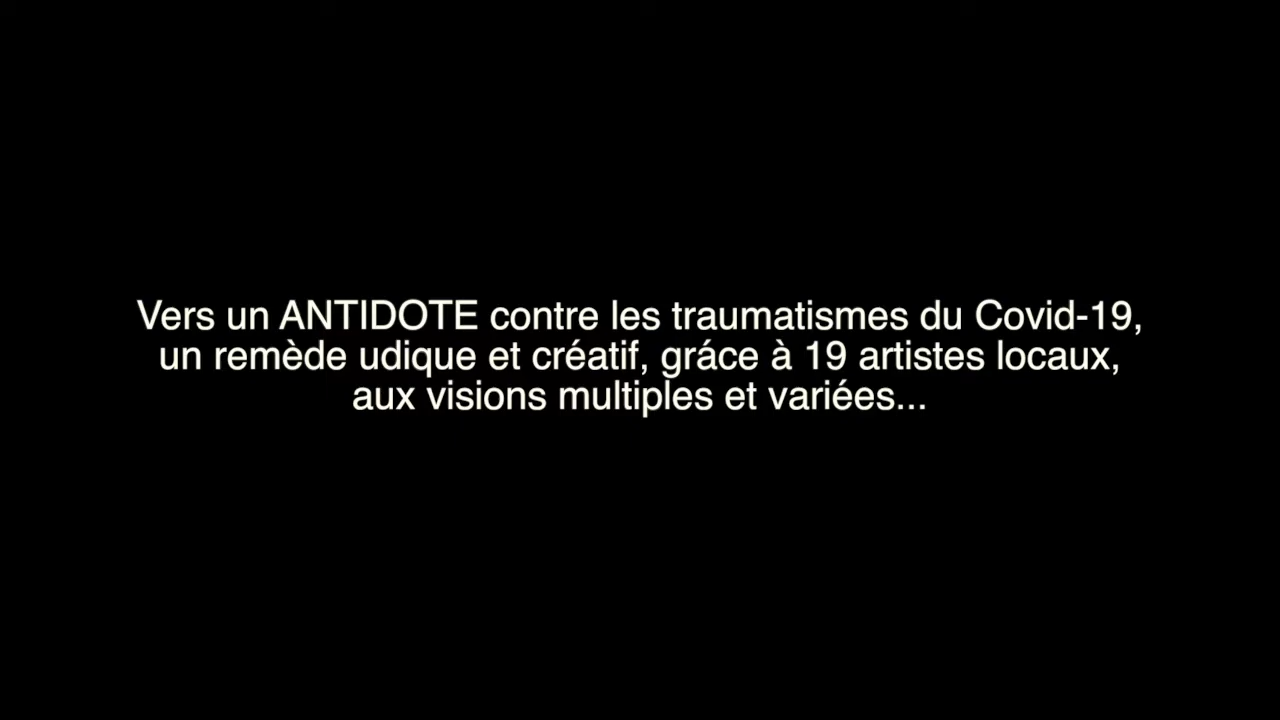 Vers un ANTIDOTE contre les traumatismes du Covid-19,
un remède udique et créatif, gráce à 19 artistes locaux,
aux visions multiples et variées...